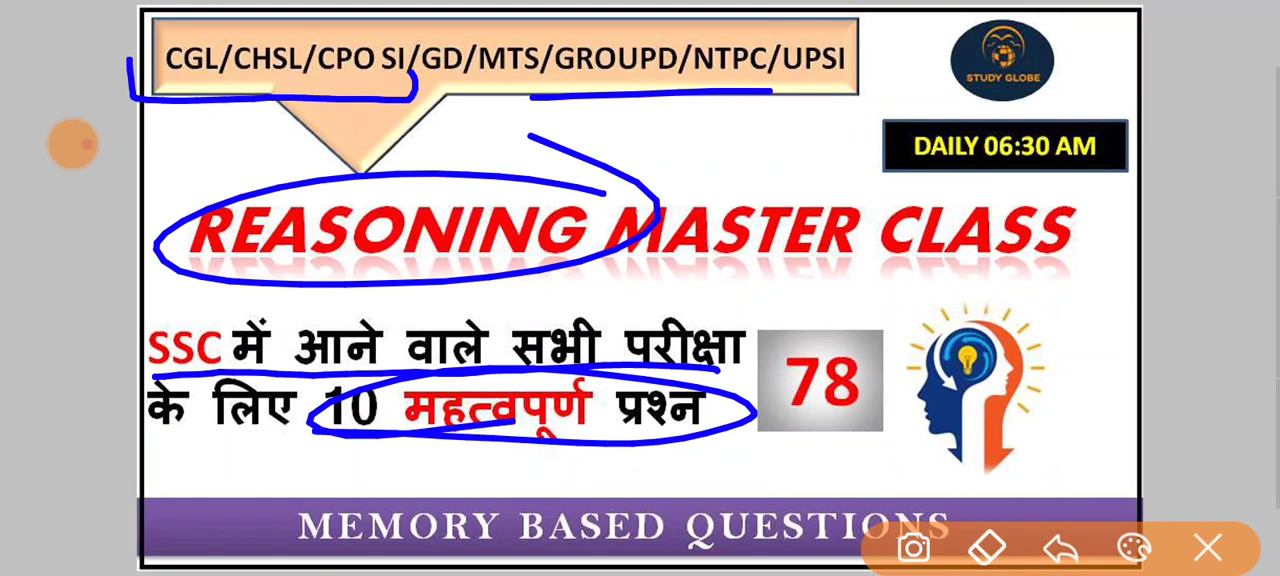 CGL/CHSL/CPO SI/GD/MTS/GROUPD/NTPC/UPSI
STUDY GLOBE
DAILY 06:30 AM
REASONING MASTER CLASS
SSC में आने वाले सभी परीक्षा
के लिए 10 महत्वपूर्ण प्रश्न
78
MEMORY BASED QUESTIONS